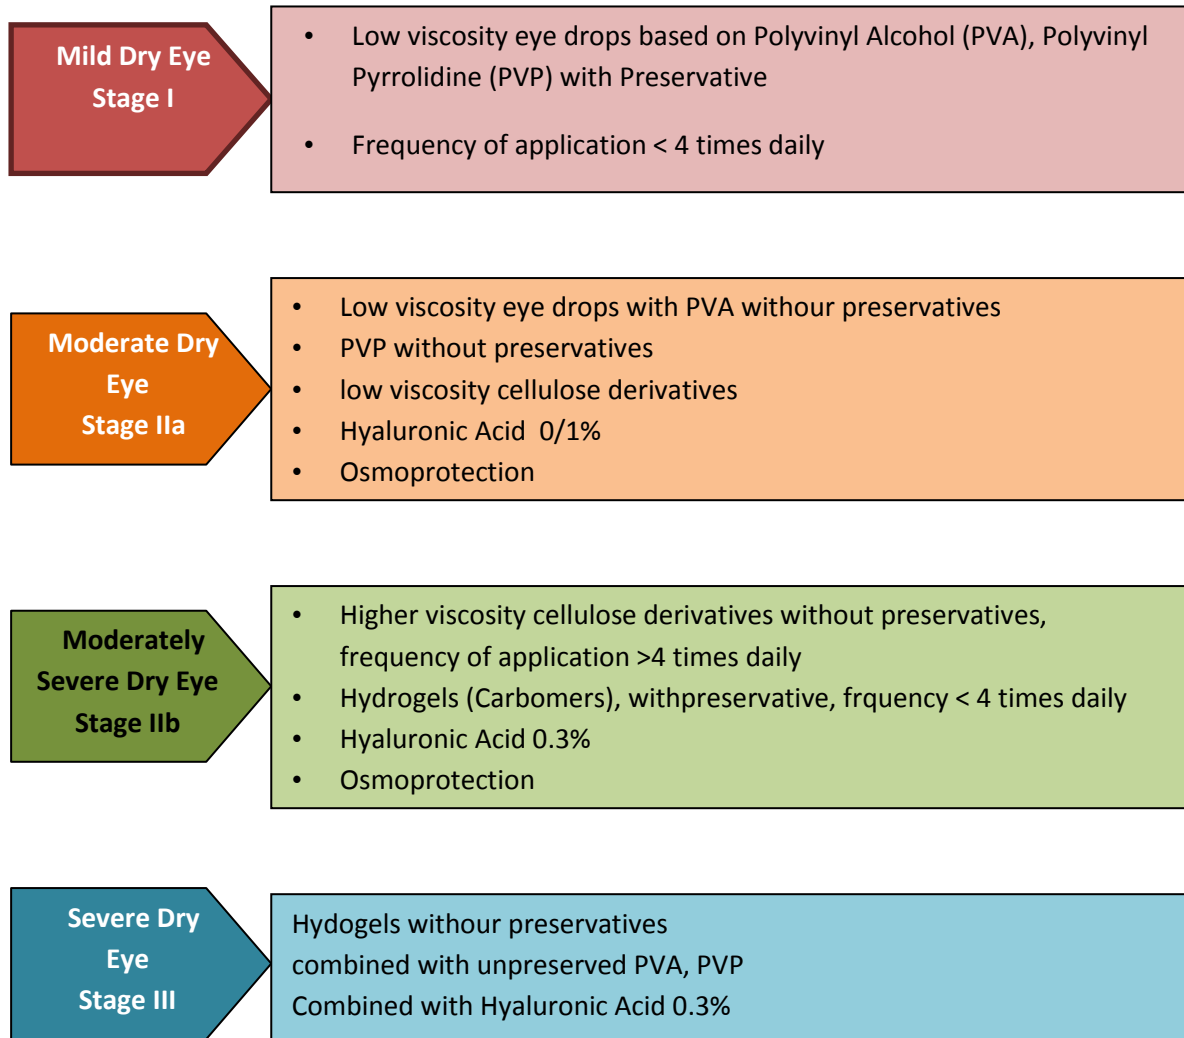 Mild Dry Eye
Stage I
• Low viscosity eye drops based on Polyvinyl Alcohol (PVA), Polyvinyl
Pyrrolidine (PVP) with Preservative
• Frequency of application < 4 times daily
Moderate Dry
Eye
Stage IIa
• Low viscosity eye drops with PVA withour preservatives
• PVP without preservatives
• low viscosity cellulose derivatives
• Hyaluronic Acid 0/1%
• Osmoprotection
Moderately
Severe Dry Eye
Stage IIb
• Higher viscosity cellulose derivatives without preservatives,
frequency of application >4 times daily
• Hydrogels (Carbomers), withpreservative, frquency < 4 times daily
• Hyaluronic Acid 0.3%
• Osmoprotection
Severe Dry
Eye
Stage III
Hydogels withour preservatives
combined with unpreserved PVA, PVP
Combined with Hyaluronic Acid 0.3%